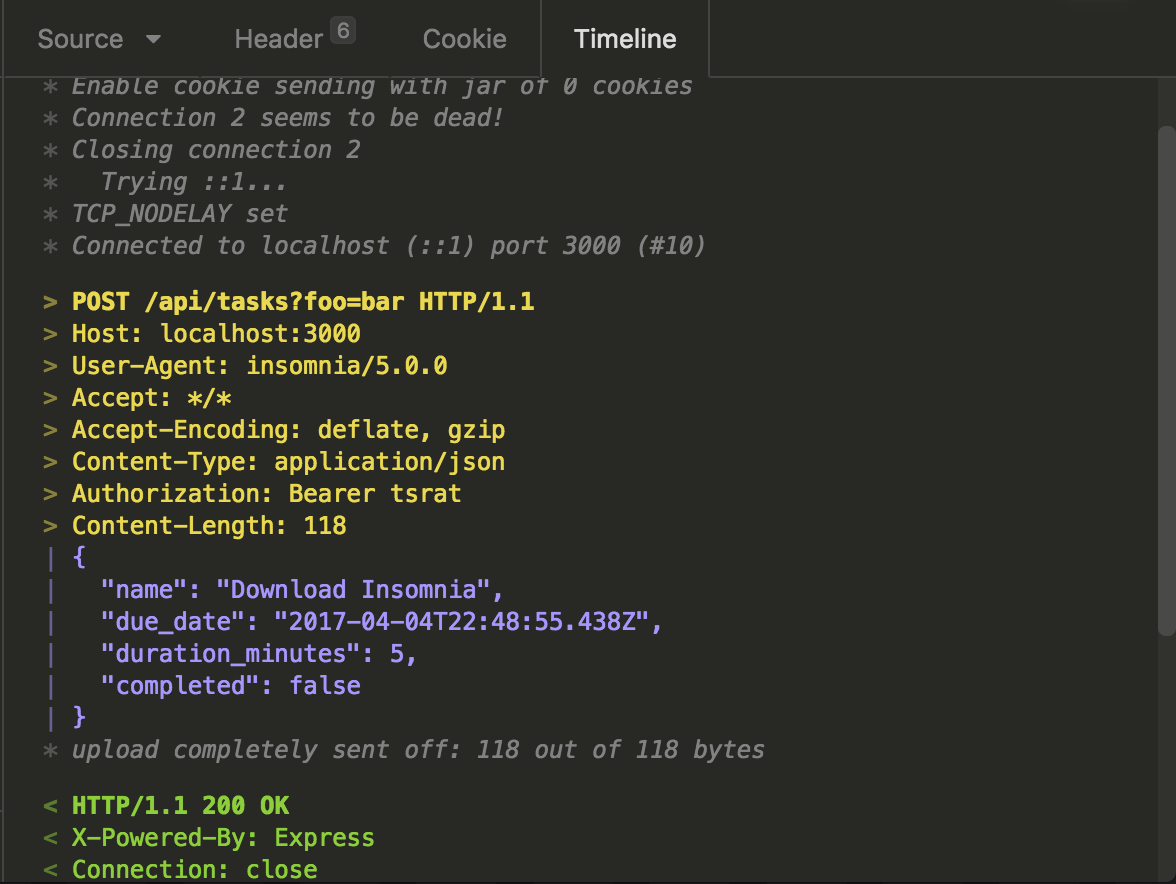 Source Header 6 Cookie Timeline
* Enable cookie sending with jar of 0 cookies
* Connection 2 seems to be dead!
* Closing connection 2
*   Trying ::1...
* TCP_NODELAY set
* Connected to localhost (::1) port 3000 (#10)
> POST /api/tasks?foo=bar HTTP/1.1
> Host: localhost:3000
> User-Agent: insomnia/5.0.0
> Accept: */*
> Accept-Encoding: deflate, gzip
> Content-Type: application/json
> Authorization: Bearer tsrat
> Content-Length: 118
| {
|   "name": "Download Insomnia",
|   "due_date": "2017-04-04T22:48:55.438Z",
|   "duration_minutes": 5,
|   "completed": false
| }
* upload completely sent off: 118 out of 118 bytes
< HTTP/1.1 200 OK
< X-Powered-By: Express
< Connection: close